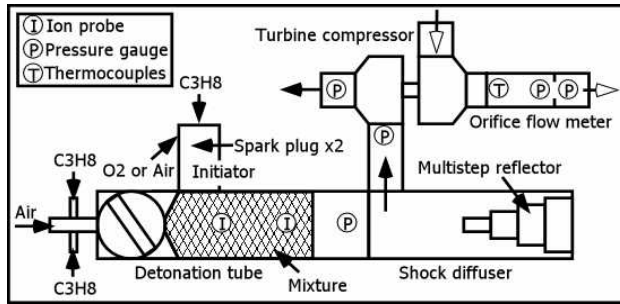 I Ion probe
P Pressure gauge
T Thermocouples
Turbine compressor
C3H8
P
T
P P
Orifice flow meter
P
Spark plug x2
O2 or Air
Initiator
C3H8
Multistep reflector
Air
I
I
P
C3H8
Detonation tube
Mixture
Shock diffuser